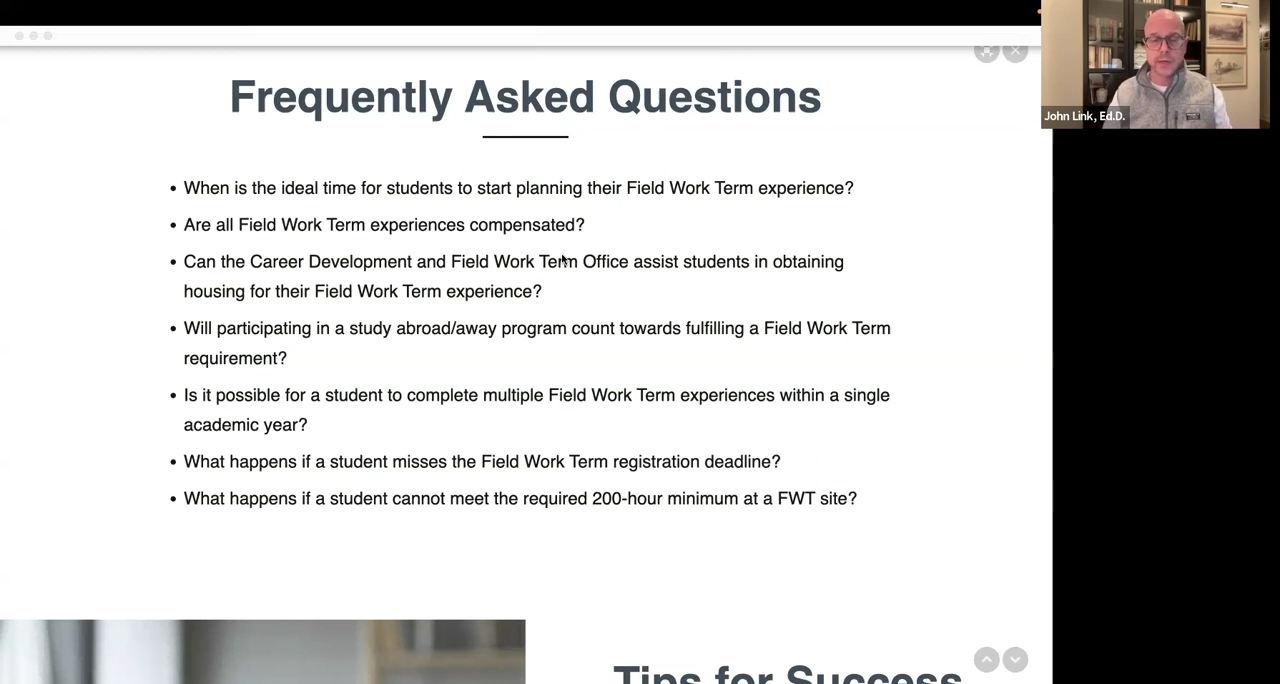 Frequently Asked Questions
John Link, Ed.D.
• When is the ideal time for students to start planning their Field Work Term experience?
• Are all Field Work Term experiences compensated?
• Can the Career Development and Field Work Term Office assist students in obtaining
housing for their Field Work Term experience?
• Will participating in a study abroad/away program count towards fulfilling a Field Work Term
requirement?
• Is it possible for a student to complete multiple Field Work Term experiences within a single
academic year?
• What happens if a student misses the Field Work Term registration deadline?
• What happens if a student cannot meet the required 200-hour minimum at a FWT site?
Tips for Success